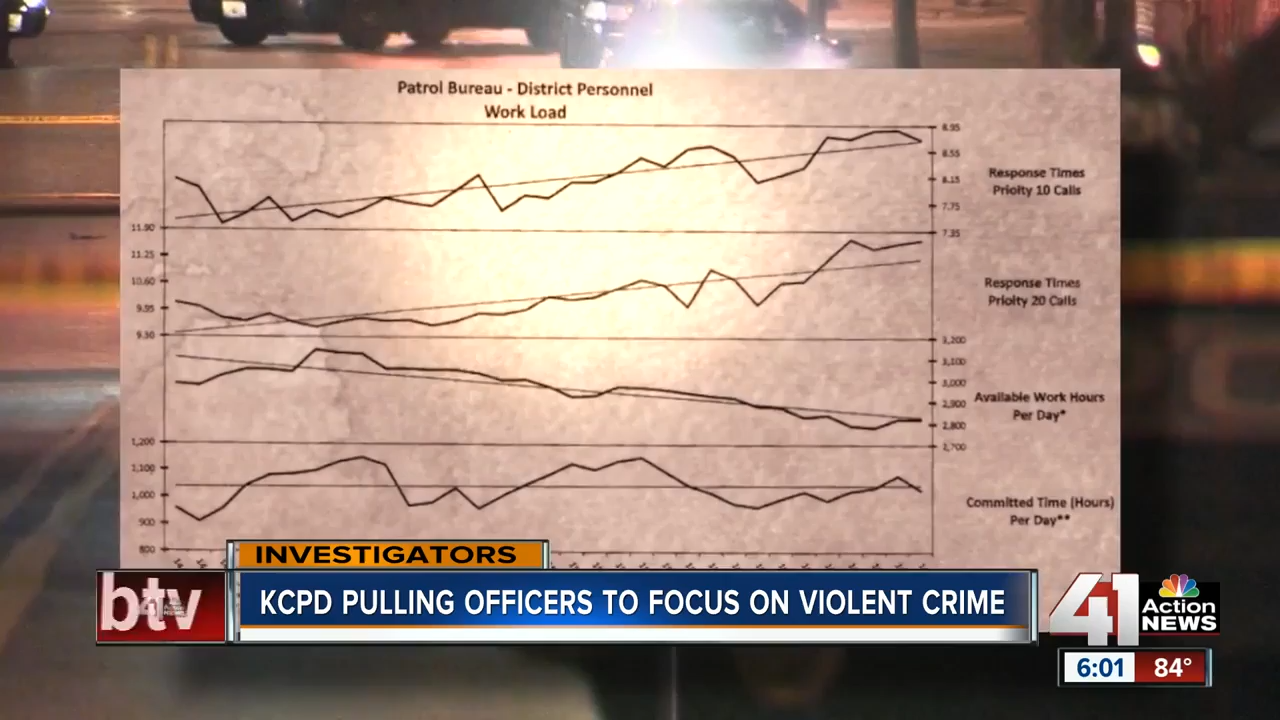 Patrol Bureau - District Personnel
Work Load
8.95
8.55
8.15
7.75
7.35
Response Times
Priolty 10 Calls
11.90
11.25
10.60
9.95
9.30
Response Times
Priolty 20 Calls
3,200
3,100
3,000
2,900
2,800
2,700
Available Work Hours
Per Day*
1,200
1,100
1,000
900
800
Committed Time (Hours)
Per Day**
INVESTIGATORS
btv
KCPD PULLING OFFICERS TO FOCUS ON VIOLENT CRIME
41
Action
NEWS
6:01 84°